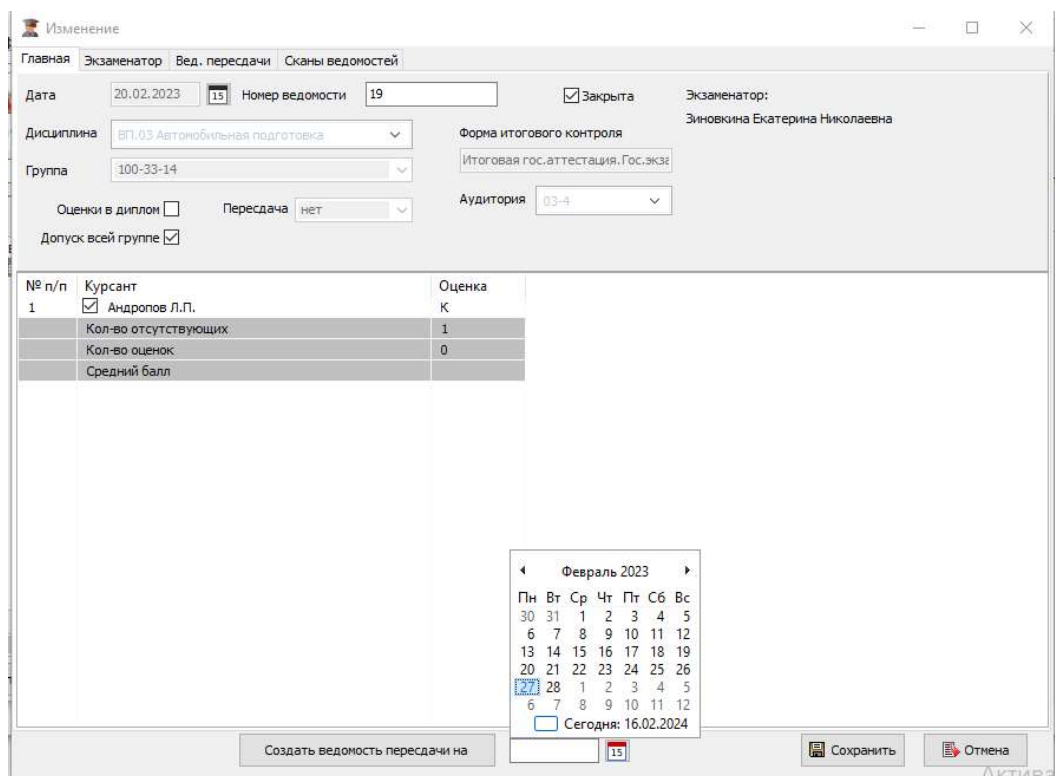 Изменение
Главная Экзаменатор Вед. пересдачи Сканы ведомостей
Дата 20.02.2023 15 Номер ведомости 19 Закрыта Экзаменатор:
Зиновкина Екатерина Николаевна
Дисциплина ВП.03 Автомобильная подготовка Форма итогового контроля
Группа 100-33-14 Итоговая гос.аттестация.Гос.экза
Оценки в диплом Пересдача нет Аудитория 03-4
Допуск всей группе
№ п/п Курсант Оценка
1 Андропов Л.П. К
Кол-во отсутствующих 1
Кол-во оценок 0
Средний балл
Февраль 2023
Пн Вт Ср Чт Пт Сб Вс
30 31 1 2 3 4 5
6 7 8 9 10 11 12
13 14 15 16 17 18 19
20 21 22 23 24 25 26
27 28 1 2 3 4 5
6 7 8 9 10 11 12
Сегодня: 16.02.2024
Создать ведомость пересдачи на 15 Сохранить Отмена